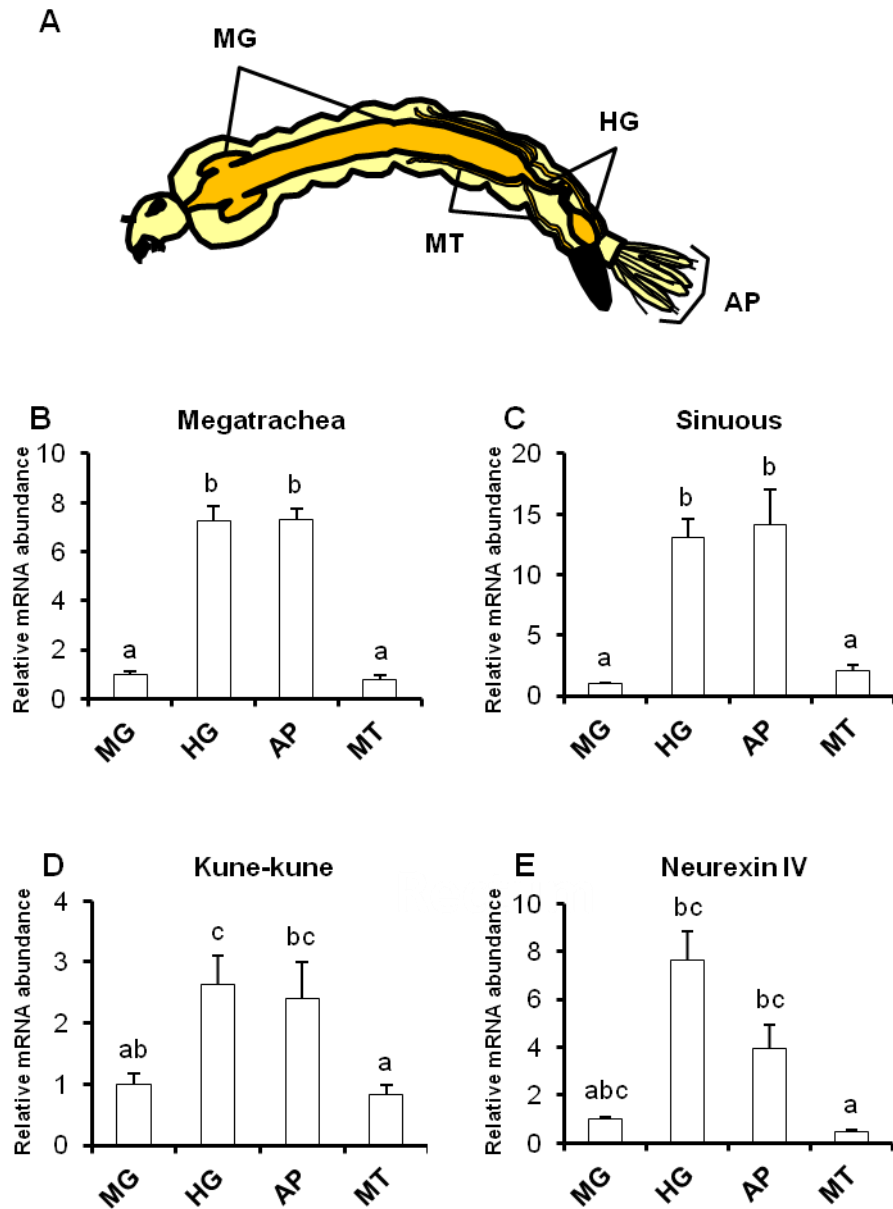 A
MG
HG
MT
AP
B
Megatrachea
Relative mRNA abundance
10
8
6
4
2
0
a
b
b
a
MG
HG
AP
MT
C
Sinuous
Relative mRNA abundance
20
15
10
5
0
a
b
b
a
MG
HG
AP
MT
D
Kune-kune
Relative mRNA abundance
4
3
2
1
0
ab
c
bc
a
MG
HG
AP
MT
E
Neurexin IV
Relative mRNA abundance
10
8
6
4
2
0
abc
bc
bc
a
MG
HG
AP
MT